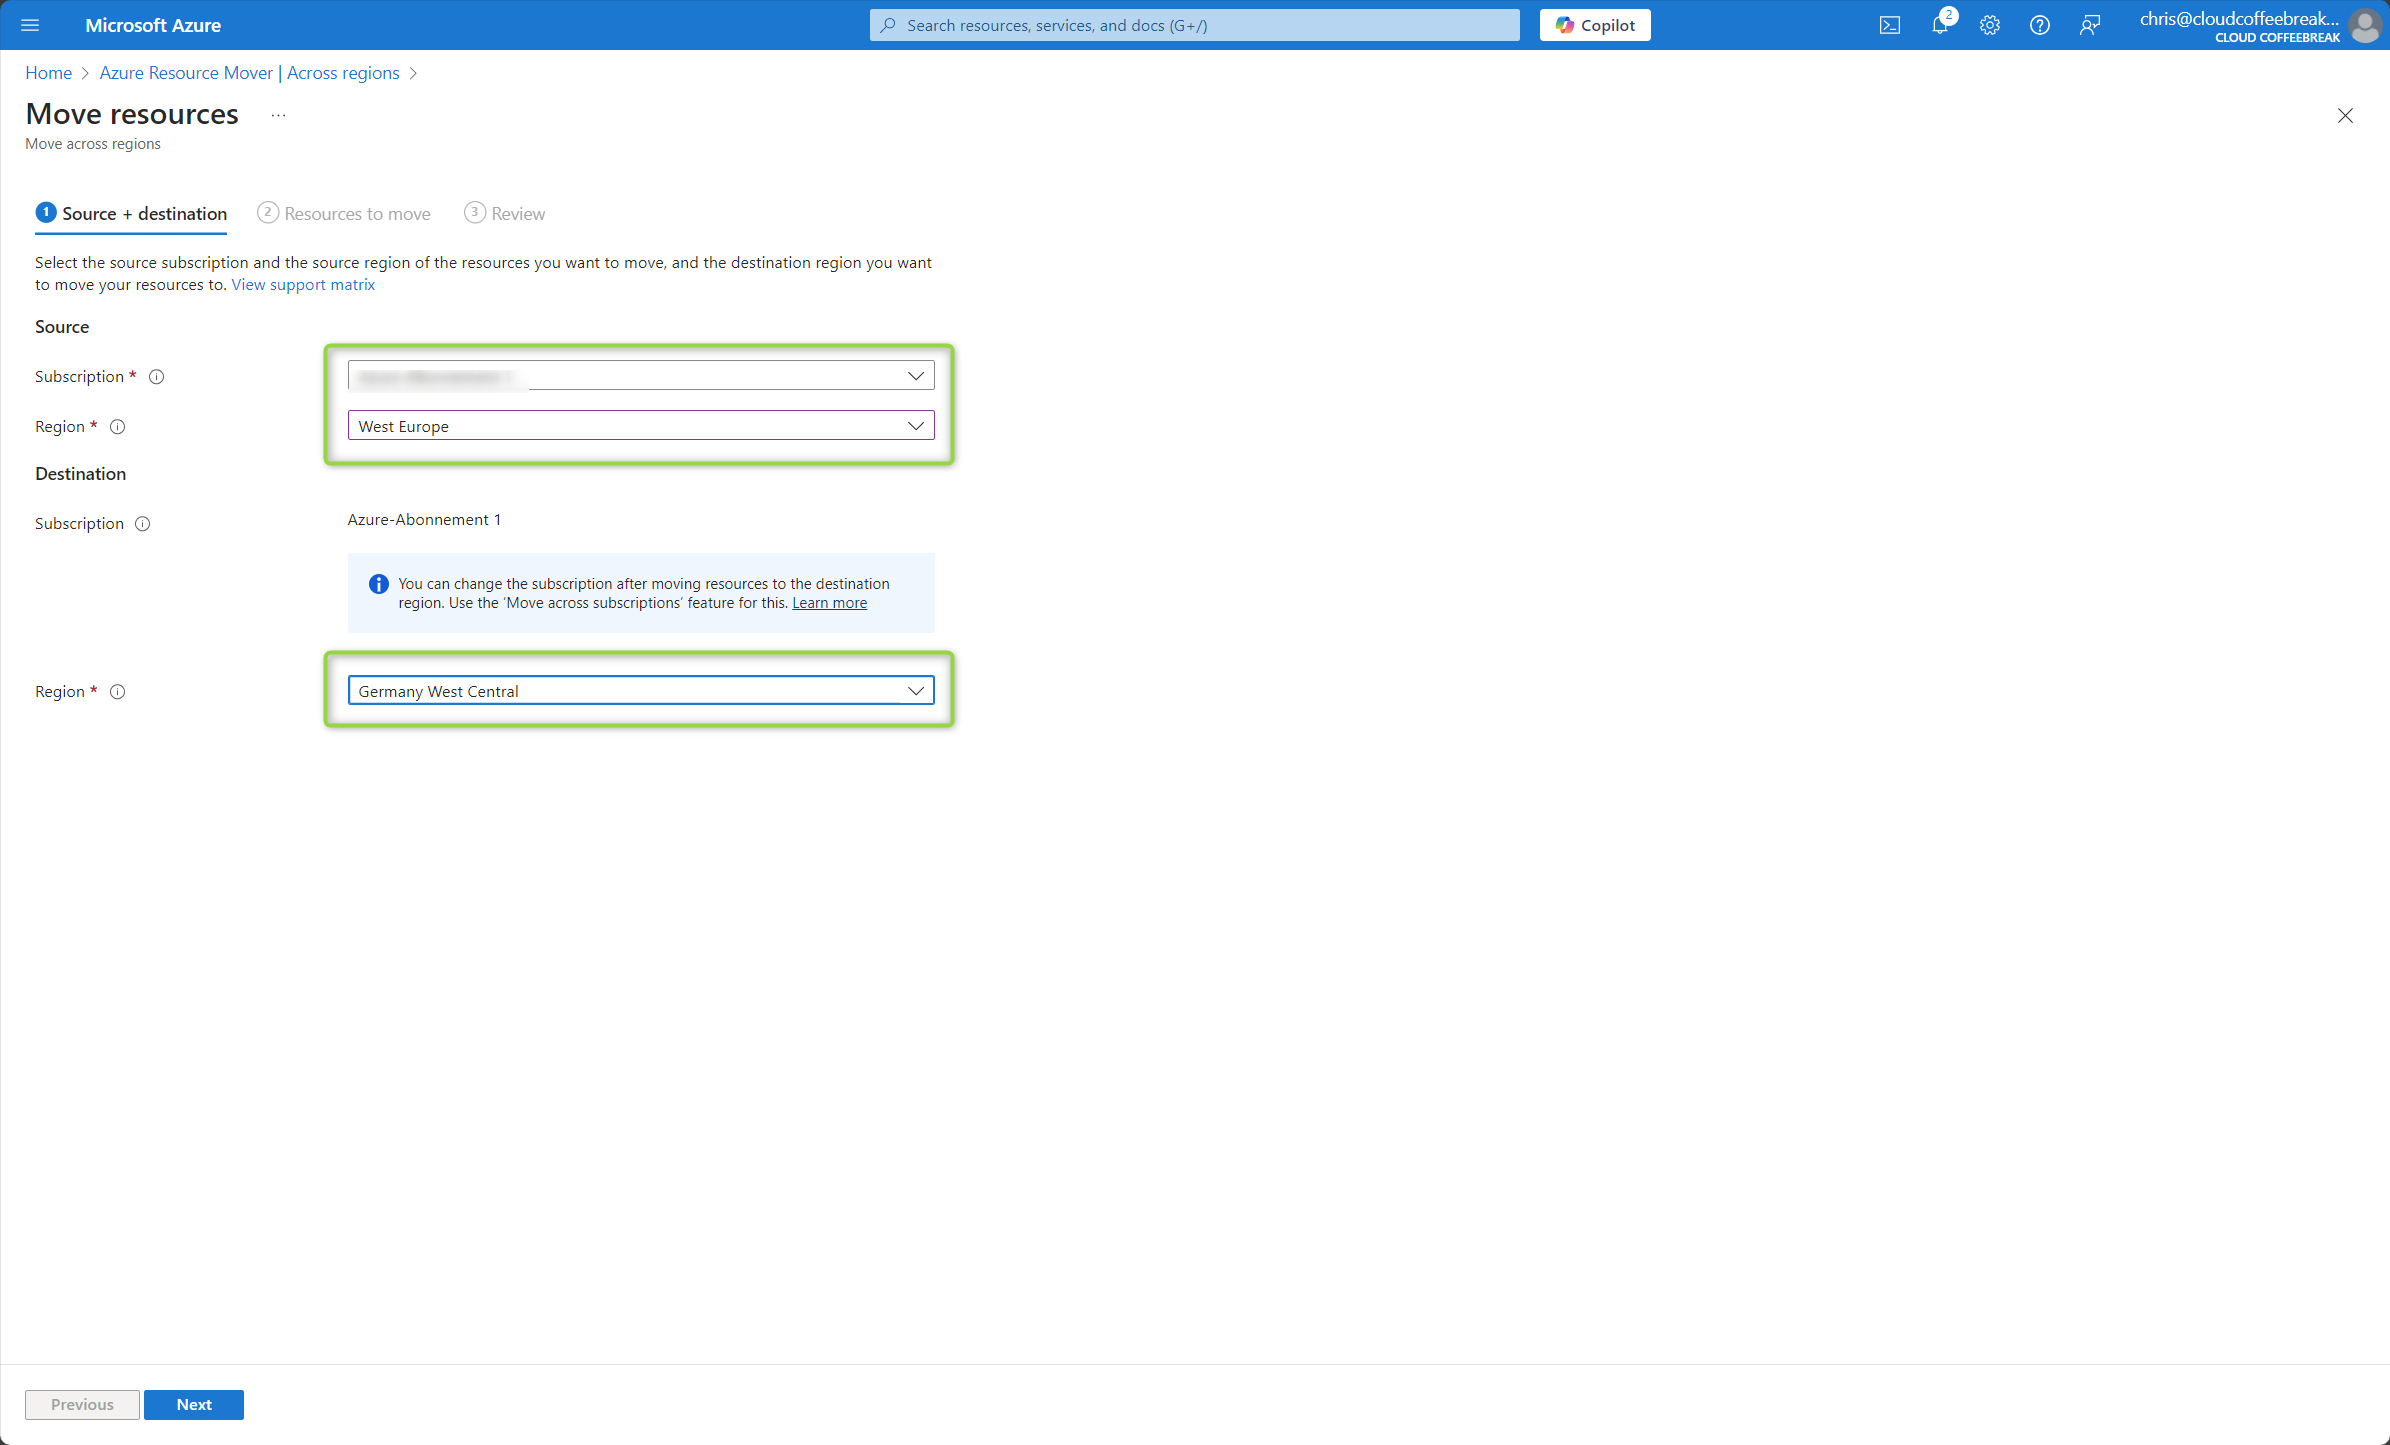 Microsoft Azure
Search resources, services, and docs (G+/)
Copilot
2
chris@cloudcoffeebreak...
CLOUD COFFEEBREAK
Home > Azure Resource Mover | Across regions >
Move resources ...
Move across regions
1 Source + destination
2 Resources to move
3 Review
Select the source subscription and the source region of the resources you want to move, and the destination region you want
to move your resources to. View support matrix
Source
Subscription *
Region *
West Europe
Destination
Subscription
Azure-Abonnement 1
You can change the subscription after moving resources to the destination
region. Use the 'Move across subscriptions' feature for this. Learn more
Region *
Germany West Central
Previous
Next